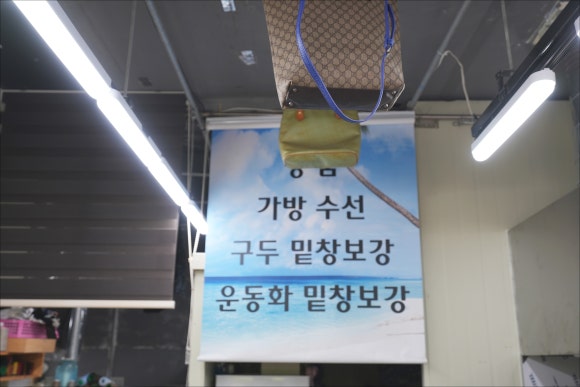 가방 수선
구두 밑창보강
운동화 밑창보강